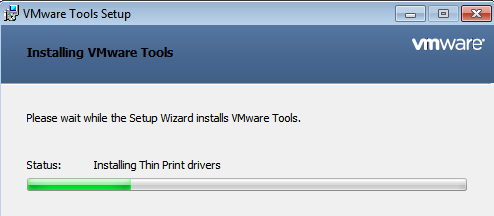 VMware Tools Setup
Installing VMware Tools
vmware
Please wait while the Setup Wizard installs VMware Tools.
Status: Installing Thin Print drivers